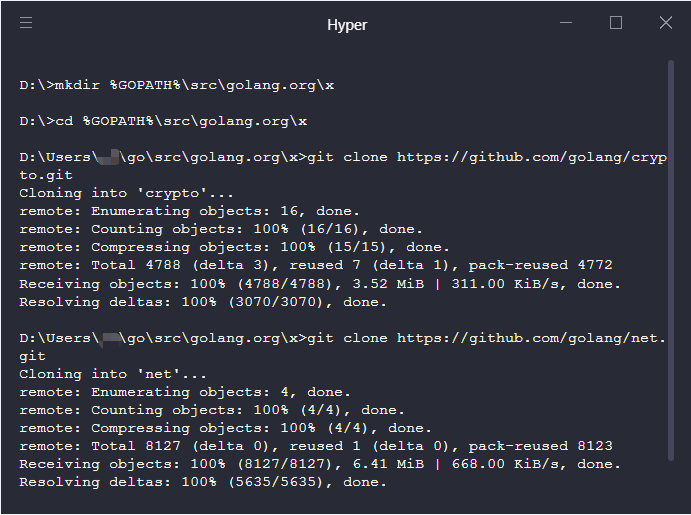 Hyper
D:\>mkdir %GOPATH%\src\golang.org\x
D:\>cd %GOPATH%\src\golang.org\x
D:\Users\ \go\src\golang.org\x>git clone https://github.com/golang/cryp
to.git
Cloning into 'crypto'...
remote: Enumerating objects: 16, done.
remote: Counting objects: 100% (16/16), done.
remote: Compressing objects: 100% (15/15), done.
remote: Total 4788 (delta 3), reused 7 (delta 1), pack-reused 4772
Receiving objects: 100% (4788/4788), 3.52 MiB | 311.00 KiB/s, done.
Resolving deltas: 100% (3070/3070), done.
D:\Users\ \go\src\golang.org\x>git clone https://github.com/golang/net.
git
Cloning into 'net'...
remote: Enumerating objects: 4, done.
remote: Counting objects: 100% (4/4), done.
remote: Compressing objects: 100% (4/4), done.
remote: Total 8127 (delta 0), reused 1 (delta 0), pack-reused 8123
Receiving objects: 100% (8127/8127), 6.41 MiB | 668.00 KiB/s, done.
Resolving deltas: 100% (5635/5635), done.